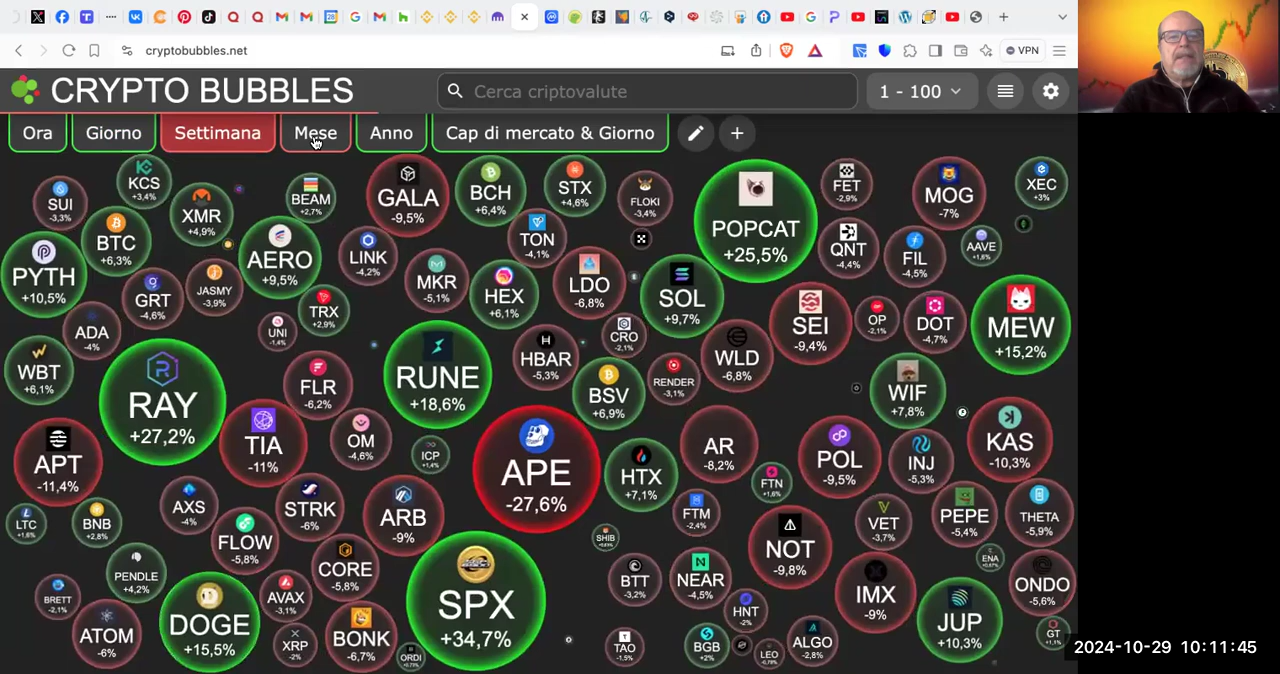 cryptobubbles.net
VPN
CRYPTO BUBBLES
Cerca criptovalute
1 - 100
Ora
Giorno
Settimana
Mese
Anno
Cap di mercato & Giorno
SUI
-3,3%
KCS
+3,4%
XMR
+4,9%
BEAM
+2,7%
GALA
-9,5%
BCH
+6,4%
STX
+4,6%
FLOKI
-3,4%
POPCAT
+25,5%
FET
-2,9%
MOG
-7%
XEC
+3%
BTC
+6,3%
PYTH
+10,5%
AERO
+9,5%
LINK
-4,2%
TON
-4,1%
QNT
-4,4%
FIL
-4,5%
AAVE
+1,6%
GRT
-4,6%
JASMY
-3,9%
TRX
+2,9%
MKR
-5,1%
HEX
+6,1%
LDO
-6,8%
SOL
+9,7%
SEI
-9,4%
OP
-2,1%
DOT
-4,7%
MEW
+15,2%
ADA
-4%
UNI
-1,4%
CRO
-2,1%
WBT
+6,1%
RAY
+27,2%
FLR
-6,2%
RUNE
+18,6%
HBAR
-5,3%
BSV
+6,9%
RENDER
-3,1%
WLD
-6,8%
WIF
+7,8%
APT
-11,4%
TIA
-11%
OM
-4,6%
ICP
+1,4%
APE
-27,6%
HTX
+7,1%
AR
-8,2%
FTN
+1,6%
POL
-9,5%
INJ
-5,3%
KAS
-10,3%
LTC
+1,6%
BNB
+2,8%
AXS
-4%
STRK
-6%
FLOW
-5,8%
ARB
-9%
FTM
-2,4%
SHIB
NOT
-9,8%
VET
-3,7%
PEPE
-5,4%
THETA
-5,9%
PENDLE
+4,2%
CORE
-5,8%
SPX
+34,7%
BTT
-3,2%
NEAR
-4,5%
IMX
-9%
ENA
ONDO
-5,6%
BRETT
-2,1%
AVAX
-3,1%
HNT
-2%
ATOM
-6%
DOGE
+15,5%
XRP
-2%
BONK
-6,7%
ORDI
TAO
-1,5%
BGB
+2%
LEO
ALGO
-2,8%
JUP
+10,3%
GT
+1,1%
2024-10-29 10:11:45